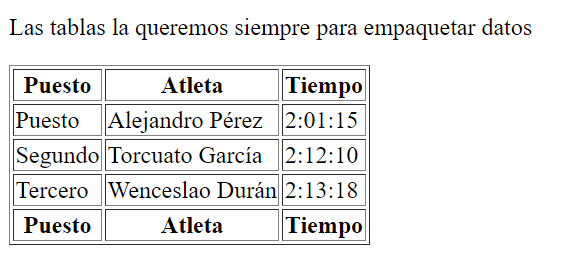 Las tablas la queremos siempre para empaquetar datos
Puesto Atleta Tiempo
Puesto Alejandro Pérez 2:01:15
Segundo Torcuato García 2:12:10
Tercero Wenceslao Durán 2:13:18
Puesto Atleta Tiempo